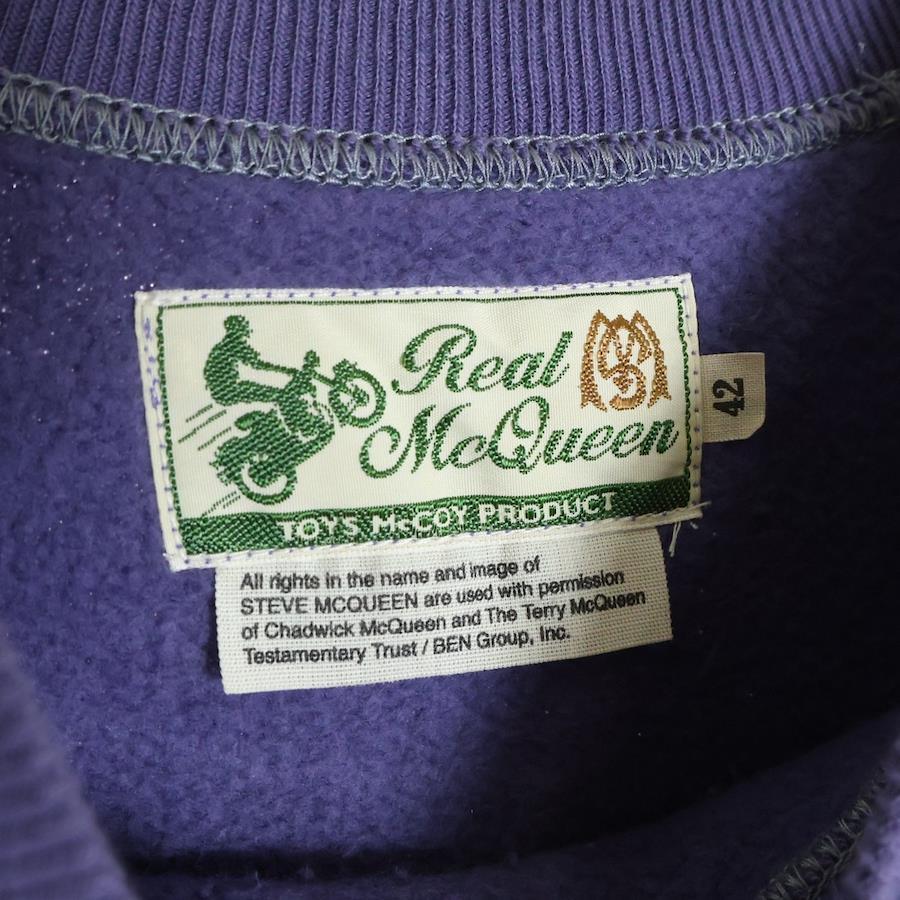 Real
McQueen
TOYS McCOY PRODUCT
42
All rights in the name and image of
STEVE MCQUEEN are used with permission
of Chadwick McQueen and The Terry McQueen
Testamentary Trust / BEN Group, Inc.